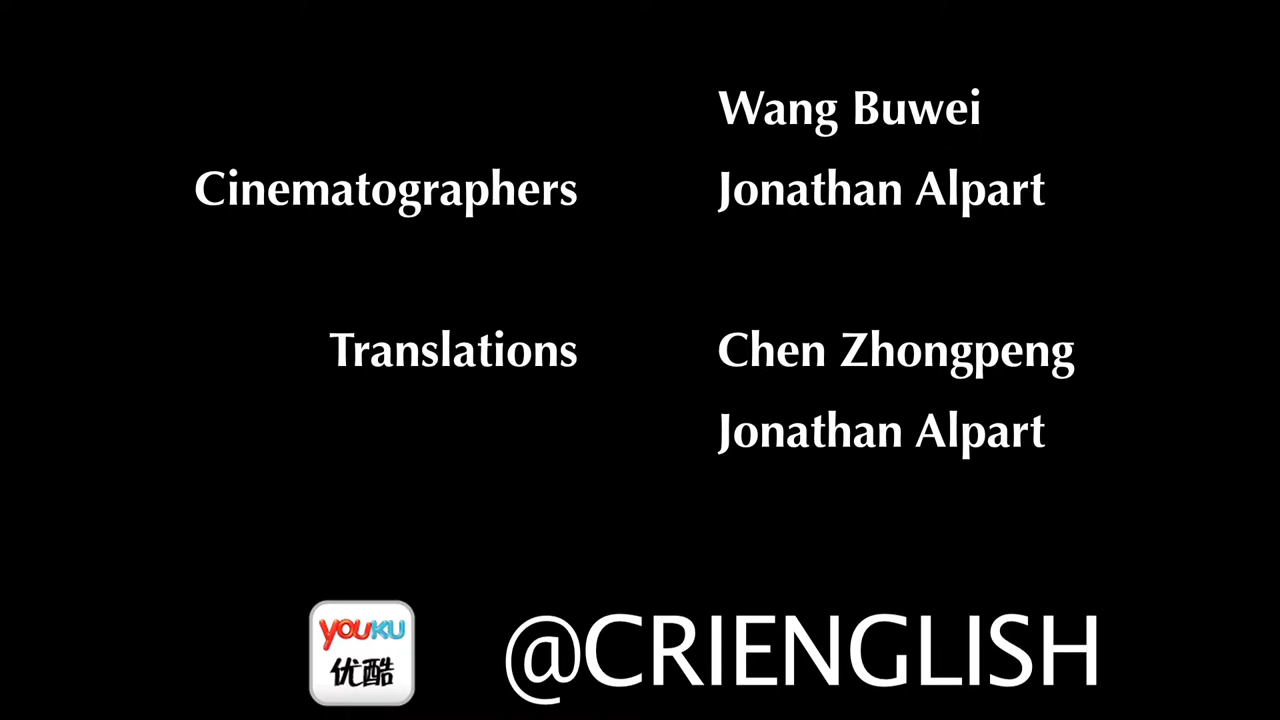 Wang Buwei
Cinematographers Jonathan Alpart
Translations Chen Zhongpeng
Jonathan Alpart
YOUKU
优酷
@CRIENGLISH